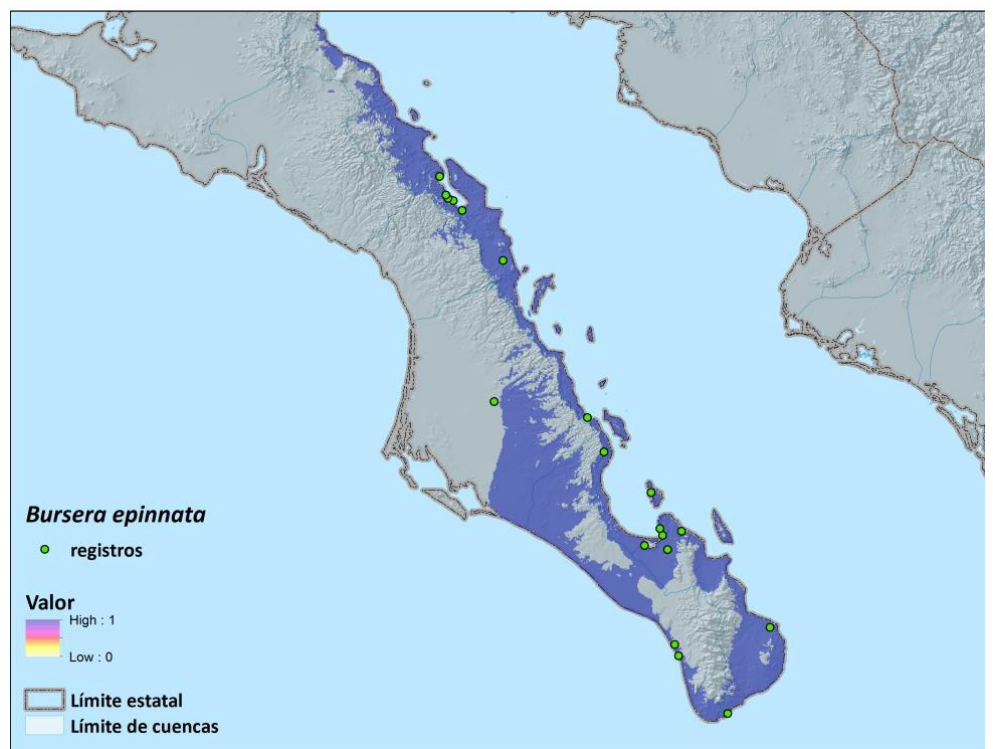 Bursera epinnata
registros
Valor
High : 1
Low : 0
Límite estatal
Límite de cuencas